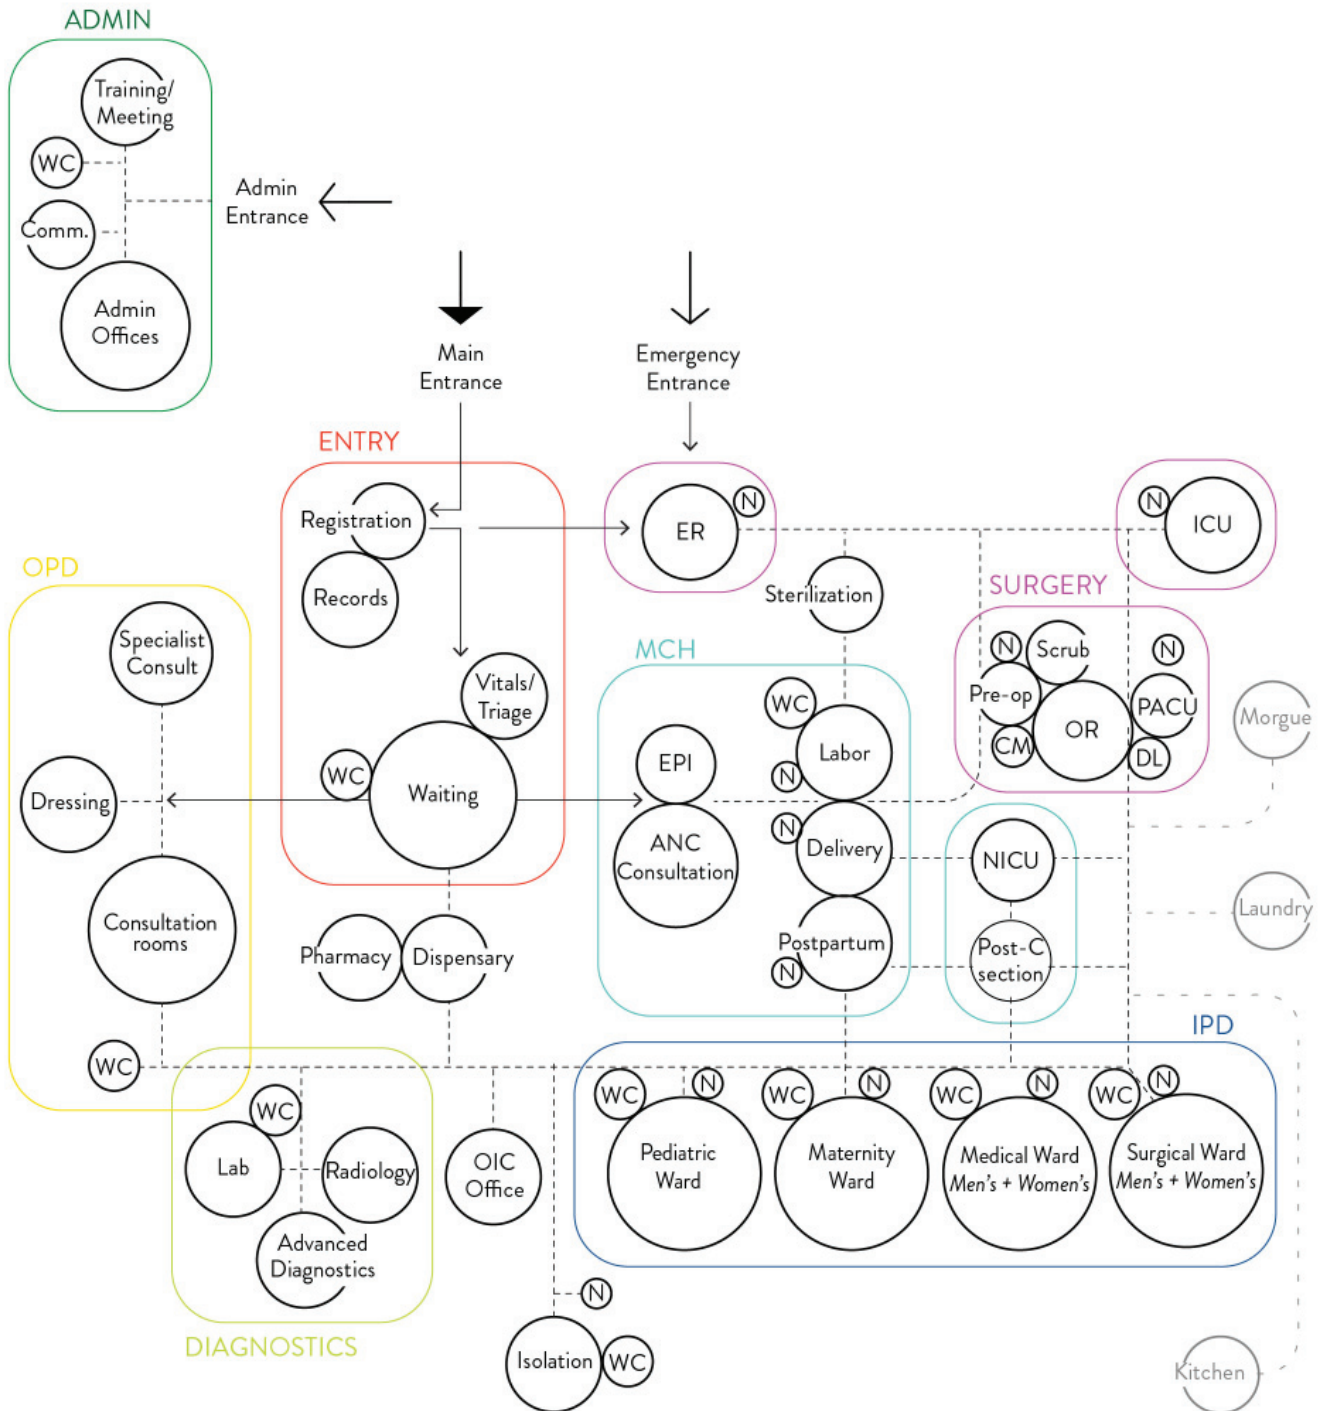 ADMIN
Training/
Meeting
WC
Comm.
Admin
Offices
Admin
Entrance
Main
Entrance
Emergency
Entrance
ENTRY
Registration
Records
Vitals/
Triage
WC
Waiting
ER
N
N
ICU
OPD
Specialist
Consult
Dressing
Consultation
rooms
WC
Sterilization
SURGERY
N
Scrub
N
Pre-op
PACU
OR
CM
DL
Morgue
MCH
WC
EPI
Labor
N
ANC
Consultation
N
Delivery
Postpartum
N
NICU
Post-C
section
Laundry
Pharmacy
Dispensary
IPD
WC
N
Pediatric
Ward
WC
N
Maternity
Ward
WC
N
Medical Ward
Men's + Women's
WC
N
Surgical Ward
Men's + Women's
WC
Lab
Radiology
Advanced
Diagnostics
DIAGNOSTICS
OIC
Office
N
Isolation
WC
Kitchen